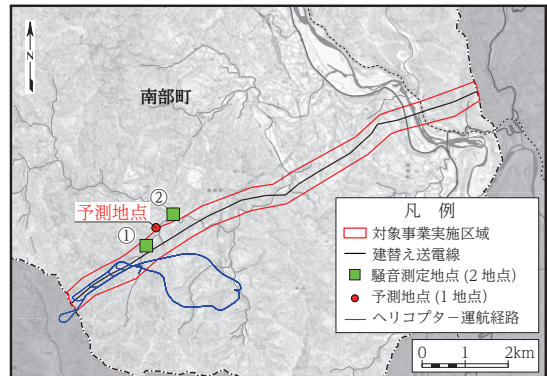 N
南部町
②
予測地点
①
凡 例
対象事業実施区域
建替え送電線
騒音測定地点 (2 地点)
予測地点 (1 地点)
ヘリコプター運航経路
0 1 2km